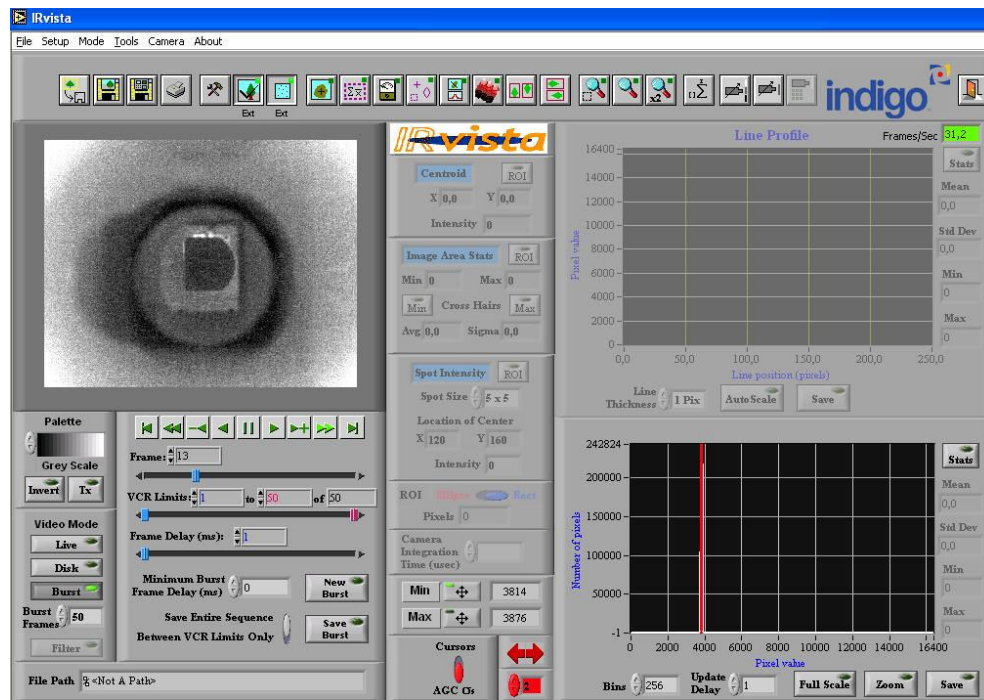 IRvista
File Setup Mode Tools Camera About
Ext Ext
indigo
IRvista
Centroid ROI
X 0,0 Y 0,0
Intensity 0
Image Area Stats ROI
Min 0 Max 0
Min Cross Hairs Max
Avg 0,0 Sigma 0,0
Spot Intensity ROI
Spot Size 5 x 5
Location of Center
X 120 Y 160
Intensity 0
ROI Ellipse Rect
Pixels 0
Camera
Integration
Time (usec)
Min 3814
Max 3876
Cursors
AGC σs
2
Line Profile
Frames/Sec 31,2
Pixel value
16400
14000
12000
10000
8000
6000
4000
2000
0
0,0 50,0 100,0 150,0 200,0 250,0
Line position (pixels)
Line
Thickness 1 Pix AutoScale Save
Stats
Mean
0,0
Std Dev
0,0
Min
0
Max
0
Palette
Grey Scale
Invert Tx
Video Mode
Live
Disk
Burst
Burst
Frames 50
Filter
Frame: 13
VCR Limits: 1 to 50 of 50
Frame Delay (ms): 1
Minimum Burst
Frame Delay (ms) 0
New
Burst
Save Entire Sequence
Between VCR Limits Only
Save
Burst
File Path <Not A Path>
Number of pixels
242824
200000
150000
100000
50000
-1
0 2000 4000 6000 8000 10000 12000 14000 16400
Pixel value
Bins 256 Update
Delay 1 Full Scale Zoom Save
Stats
Mean
0,0
Std Dev
0,0
Min
0
Max
0